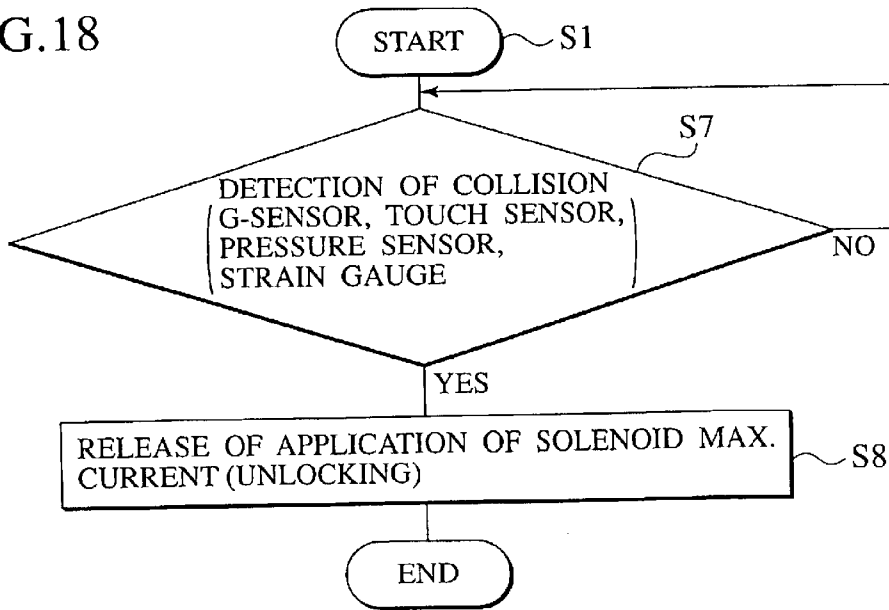 G.18
START
S1
S7
DETECTION OF COLLISION
G-SENSOR, TOUCH SENSOR,
PRESSURE SENSOR,
STRAIN GAUGE
NO
YES
RELEASE OF APPLICATION OF SOLENOID MAX.
CURRENT (UNLOCKING)
S8
END